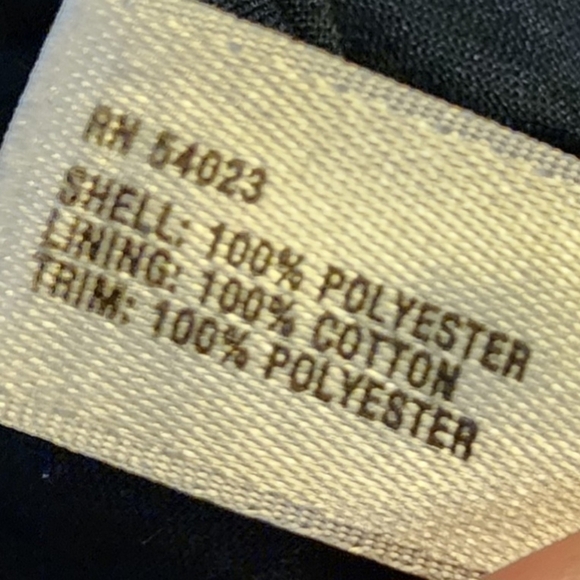 RN 54023
SHELL: 100% POLYESTER
LINING: 100% COTTON
TRIM: 100% POLYESTER